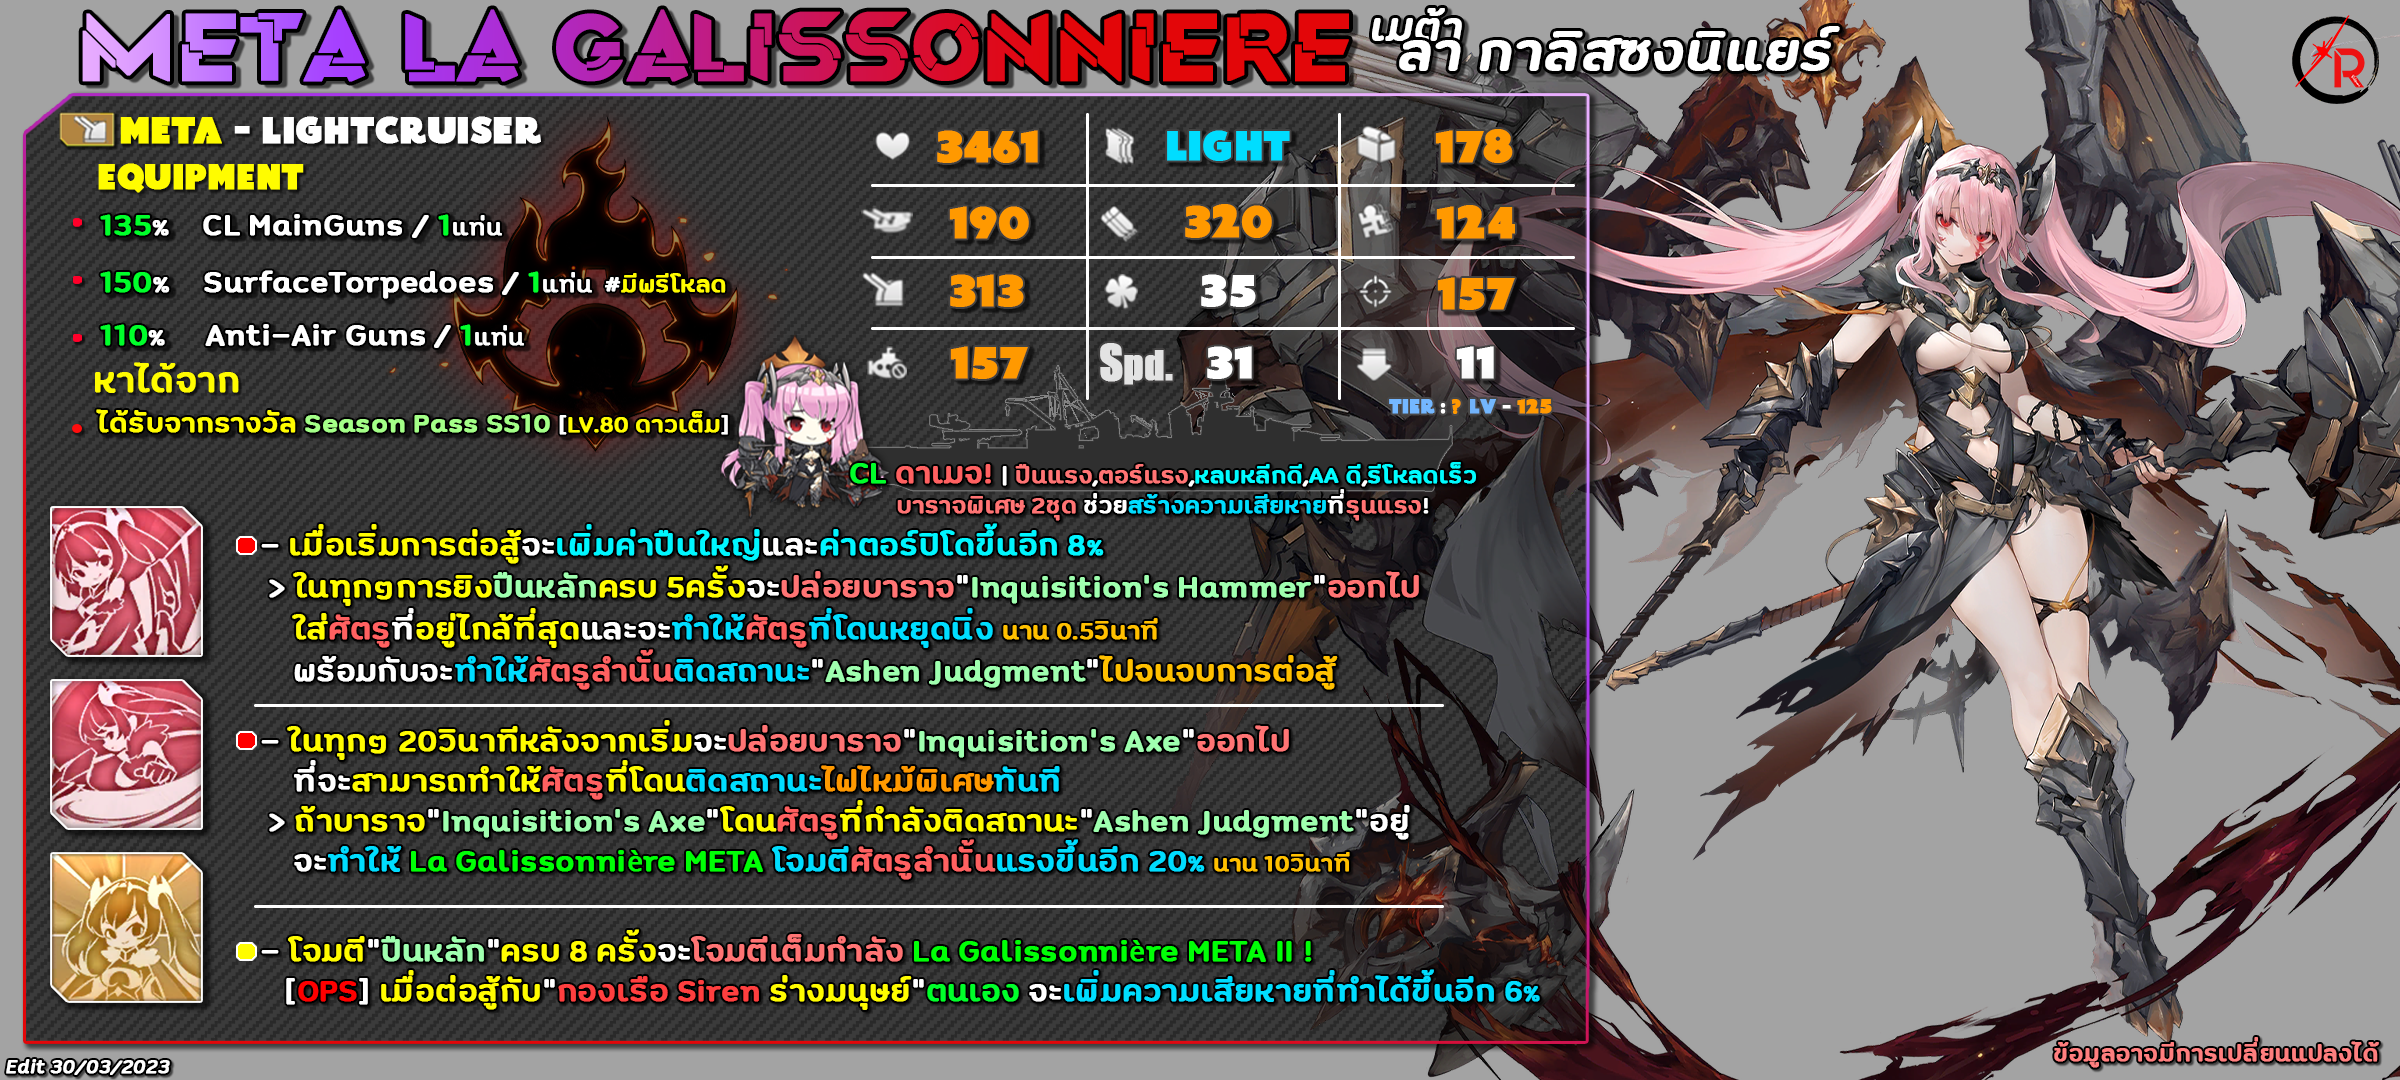 META LA GALISSONNIERE
เมต้า
ลา กาลิสซงนิแยร์
R
META - LIGHTCRUISER
EQUIPMENT
135% CL MainGuns / 1แท่น
150% SurfaceTorpedoes / 1แท่น #มีพรีโหลด
110% Anti-Air Guns / 1แท่น
หาได้จาก
ได้รับจากรางวัล Season Pass SS10 [LV.80 ดาวเต็ม]
3461 LIGHT 178
190 320 124
313 35 157
157 Spd. 31 11
TIER : ? LV - 125
CL ดาเมจ! | ปืนแรง,ตอร์แรง,หลบหลีกดี,AA ดี,รีโหลดเร็ว
บาราจพิเศษ 2ชุด ช่วยสร้างความเสียหายที่รุนแรง!
- เมื่อเริ่มการต่อสู้จะเพิ่มค่าปืนใหญ่และค่าตอร์ปิโดขึ้นอีก 8%
> ในทุกๆการยิงปืนหลักครบ 5ครั้งจะปล่อยบาราจ"Inquisition's Hammer"ออกไป
ใส่ศัตรูที่อยู่ไกล้ที่สุดและจะทำให้ศัตรูที่โดนหยุดนิ่ง นาน 0.5วินาที
พร้อมกับจะทำให้ศัตรูลำนั้นติดสถานะ"Ashen Judgment"ไปจนจบการต่อสู้
- ในทุกๆ 20วินาทีหลังจากเริ่มจะปล่อยบาราจ"Inquisition's Axe"ออกไป
ที่จะสามารถทำให้ศัตรูที่โดนติดสถานะไฟไหม้พิเศษทันที
> ถ้าบาราจ"Inquisition's Axe"โดนศัตรูที่กำลังติดสถานะ"Ashen Judgment"อยู่
จะทำให้ La Galissonnière META โจมตีศัตรูลำนั้นแรงขึ้นอีก 20% นาน 10วินาที
- โจมตี"ปืนหลัก"ครบ 8 ครั้งจะโจมตีเต็มกำลัง La Galissonnière META II !
[OPS] เมื่อต่อสู้กับ"กองเรือ Siren ร่างมนุษย์"ตนเอง จะเพิ่มความเสียหายที่ทำได้ขึ้นอีก 6%
Edit 30/03/2023
ข้อมูลอาจมีการเปลี่ยนแปลงได้